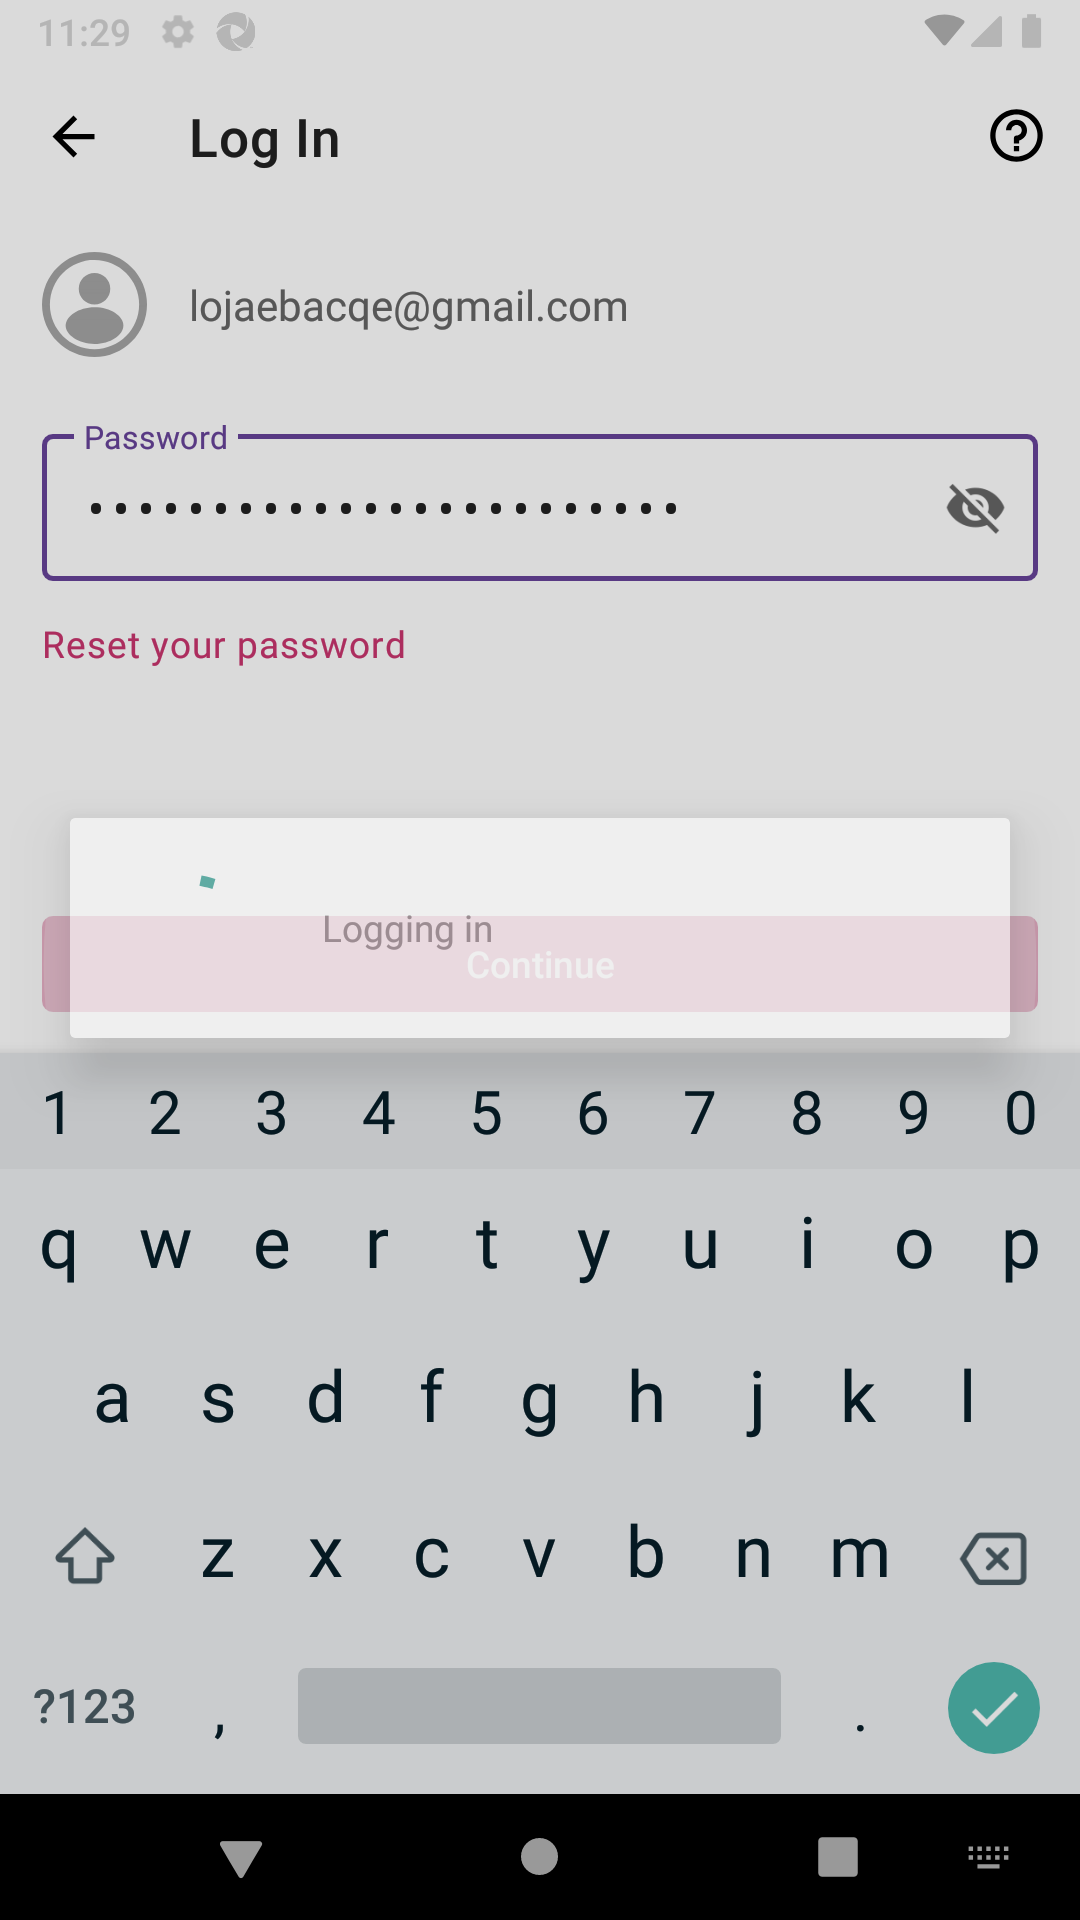 11:29
Log In
lojaebacqe@gmail.com
Password
••••••••••••••••••••••••
Reset your password
Logging in
Continue
1 2 3 4 5 6 7 8 9 0
q w e r t y u i o p
a s d f g h j k l
z x c v b n m
?123 , .